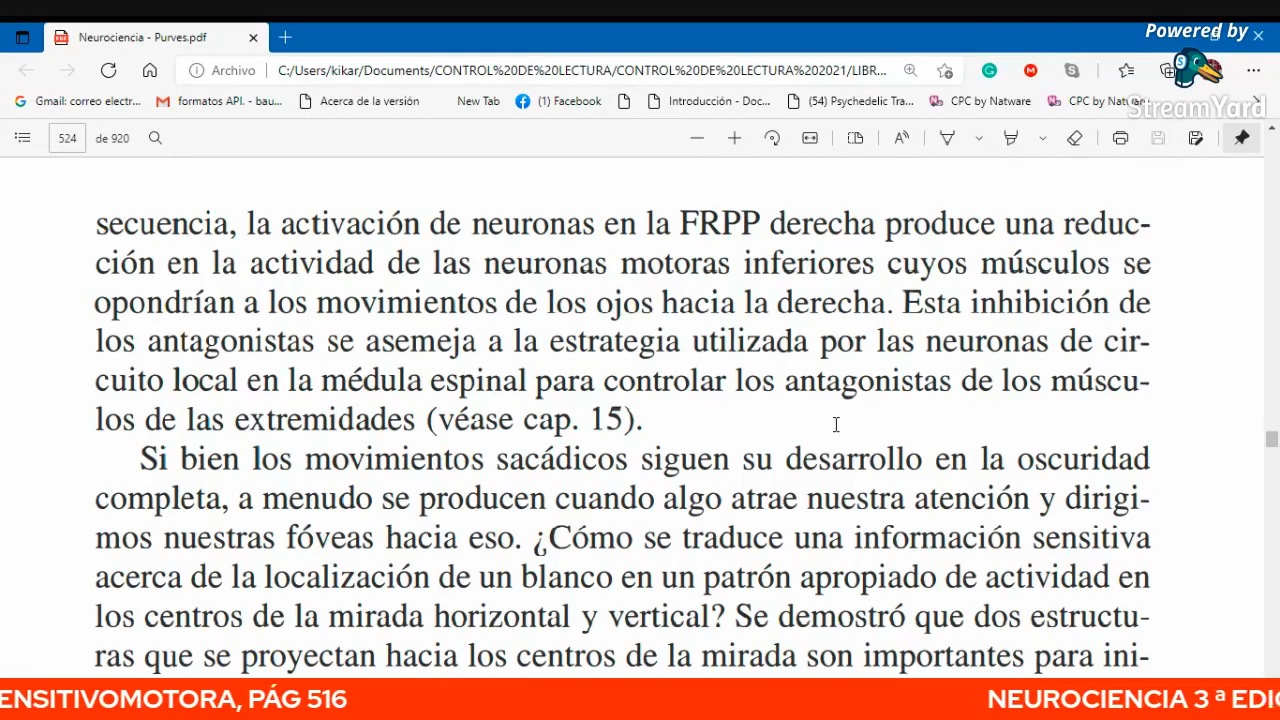 Powered by
Neurociencia - Purves.pdf
Archivo
C:/Users/kikar/Documents/CONTROL%20DE%20LECTURA/CONTROL%20DE%20LECTURA%202021/LIBR...
Gmail: correo electr...
formatos API. - bau...
Acerca de la versión
New Tab
(1) Facebook
Introducción - Doc...
(54) Psychedelic Tra...
CPC by Natware
CPC by Natware
StreamYard
524
de 920
secuencia, la activación de neuronas en la FRPP derecha produce una reduc-
ción en la actividad de las neuronas motoras inferiores cuyos músculos se
opondrían a los movimientos de los ojos hacia la derecha. Esta inhibición de
los antagonistas se asemeja a la estrategia utilizada por las neuronas de cir-
cuito local en la médula espinal para controlar los antagonistas de los múscu-
los de las extremidades (véase cap. 15).
Si bien los movimientos sacádicos siguen su desarrollo en la oscuridad
completa, a menudo se producen cuando algo atrae nuestra atención y dirigi-
mos nuestras fóveas hacia eso. ¿Cómo se traduce una información sensitiva
acerca de la localización de un blanco en un patrón apropiado de actividad en
los centros de la mirada horizontal y vertical? Se demostró que dos estructu-
ras que se proyectan hacia los centros de la mirada son importantes para ini-
ENSITIVOMOTORA, PÁG 516
NEUROCIENCIA 3 ª EDIC